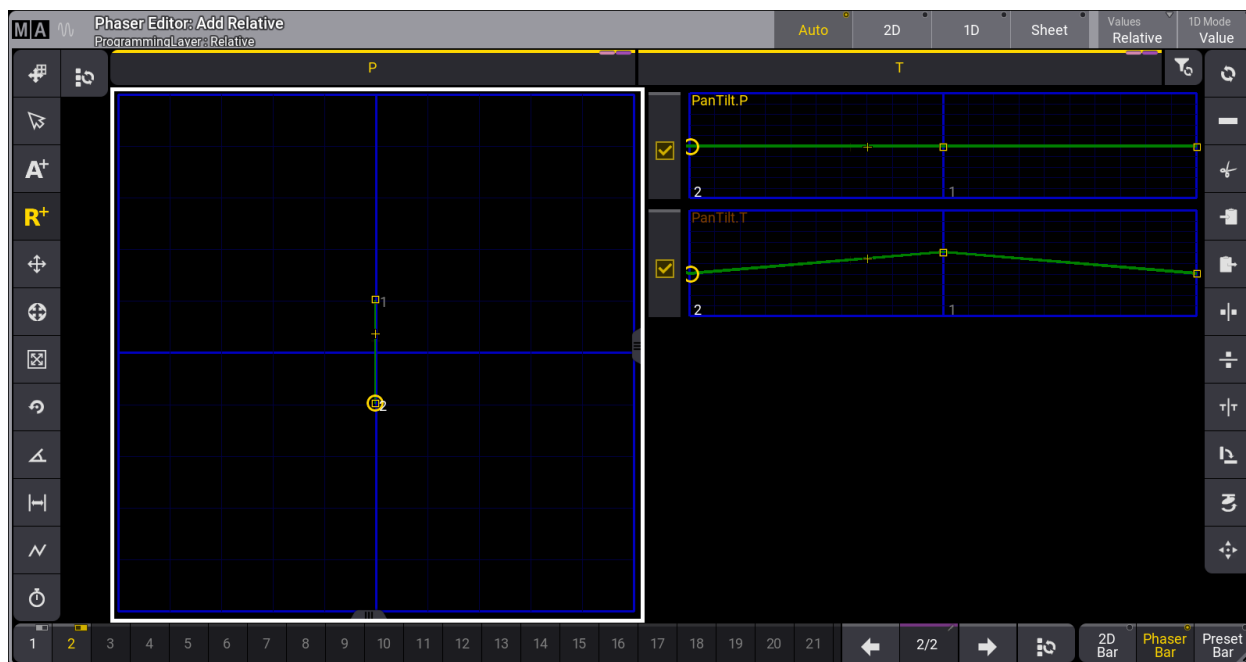 MA
Phaser Editor: Add Relative
ProgrammingLayer: Relative
Auto
2D
1D
Sheet
Values
Relative
1D Mode
Value
P
T
A+
R+
PanTilt.P
2
1
PanTilt.T
2
1
1
2
T|T
1
2
3
4
5
6
7
8
9
10
11
12
13
14
15
16
17
18
19
20
21
2/2
2D
Bar
Phaser
Bar
Preset
Bar